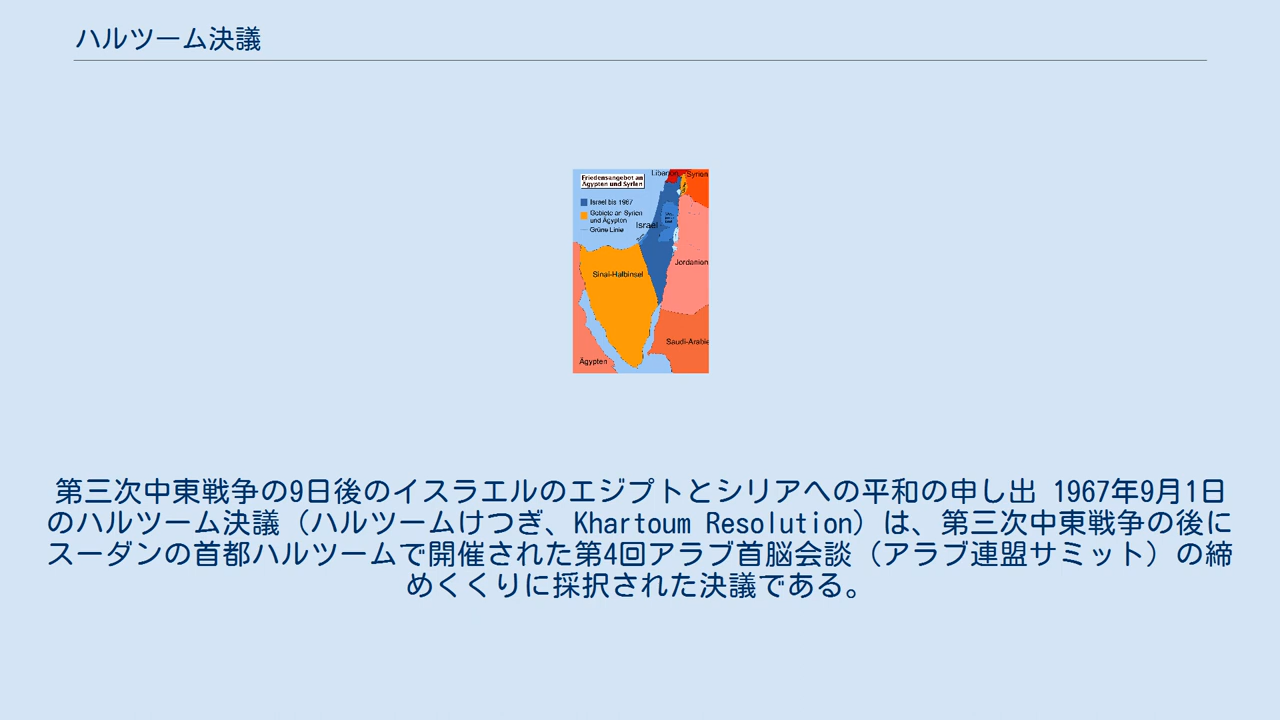 ハルツーム決議
Friedensangebot an
Ägypten und Syrien
Israel bis 1967
Gebiete an Syrien
und Ägypten
Grüne Linie
Libanon
Syrien
Israel
Jordanien
Sinai-Halbinsel
Saudi-Arabie
Ägypten
第三次中東戦争の9日後のイスラエルのエジプトとシリアへの平和の申し出 1967年9月1日
のハルツーム決議（ハルツームけつぎ、Khartoum Resolution）は、第三次中東戦争の後に
スーダンの首都ハルツームで開催された第4回アラブ首脳会談（アラブ連盟サミット）の締
めくくりに採択された決議である。